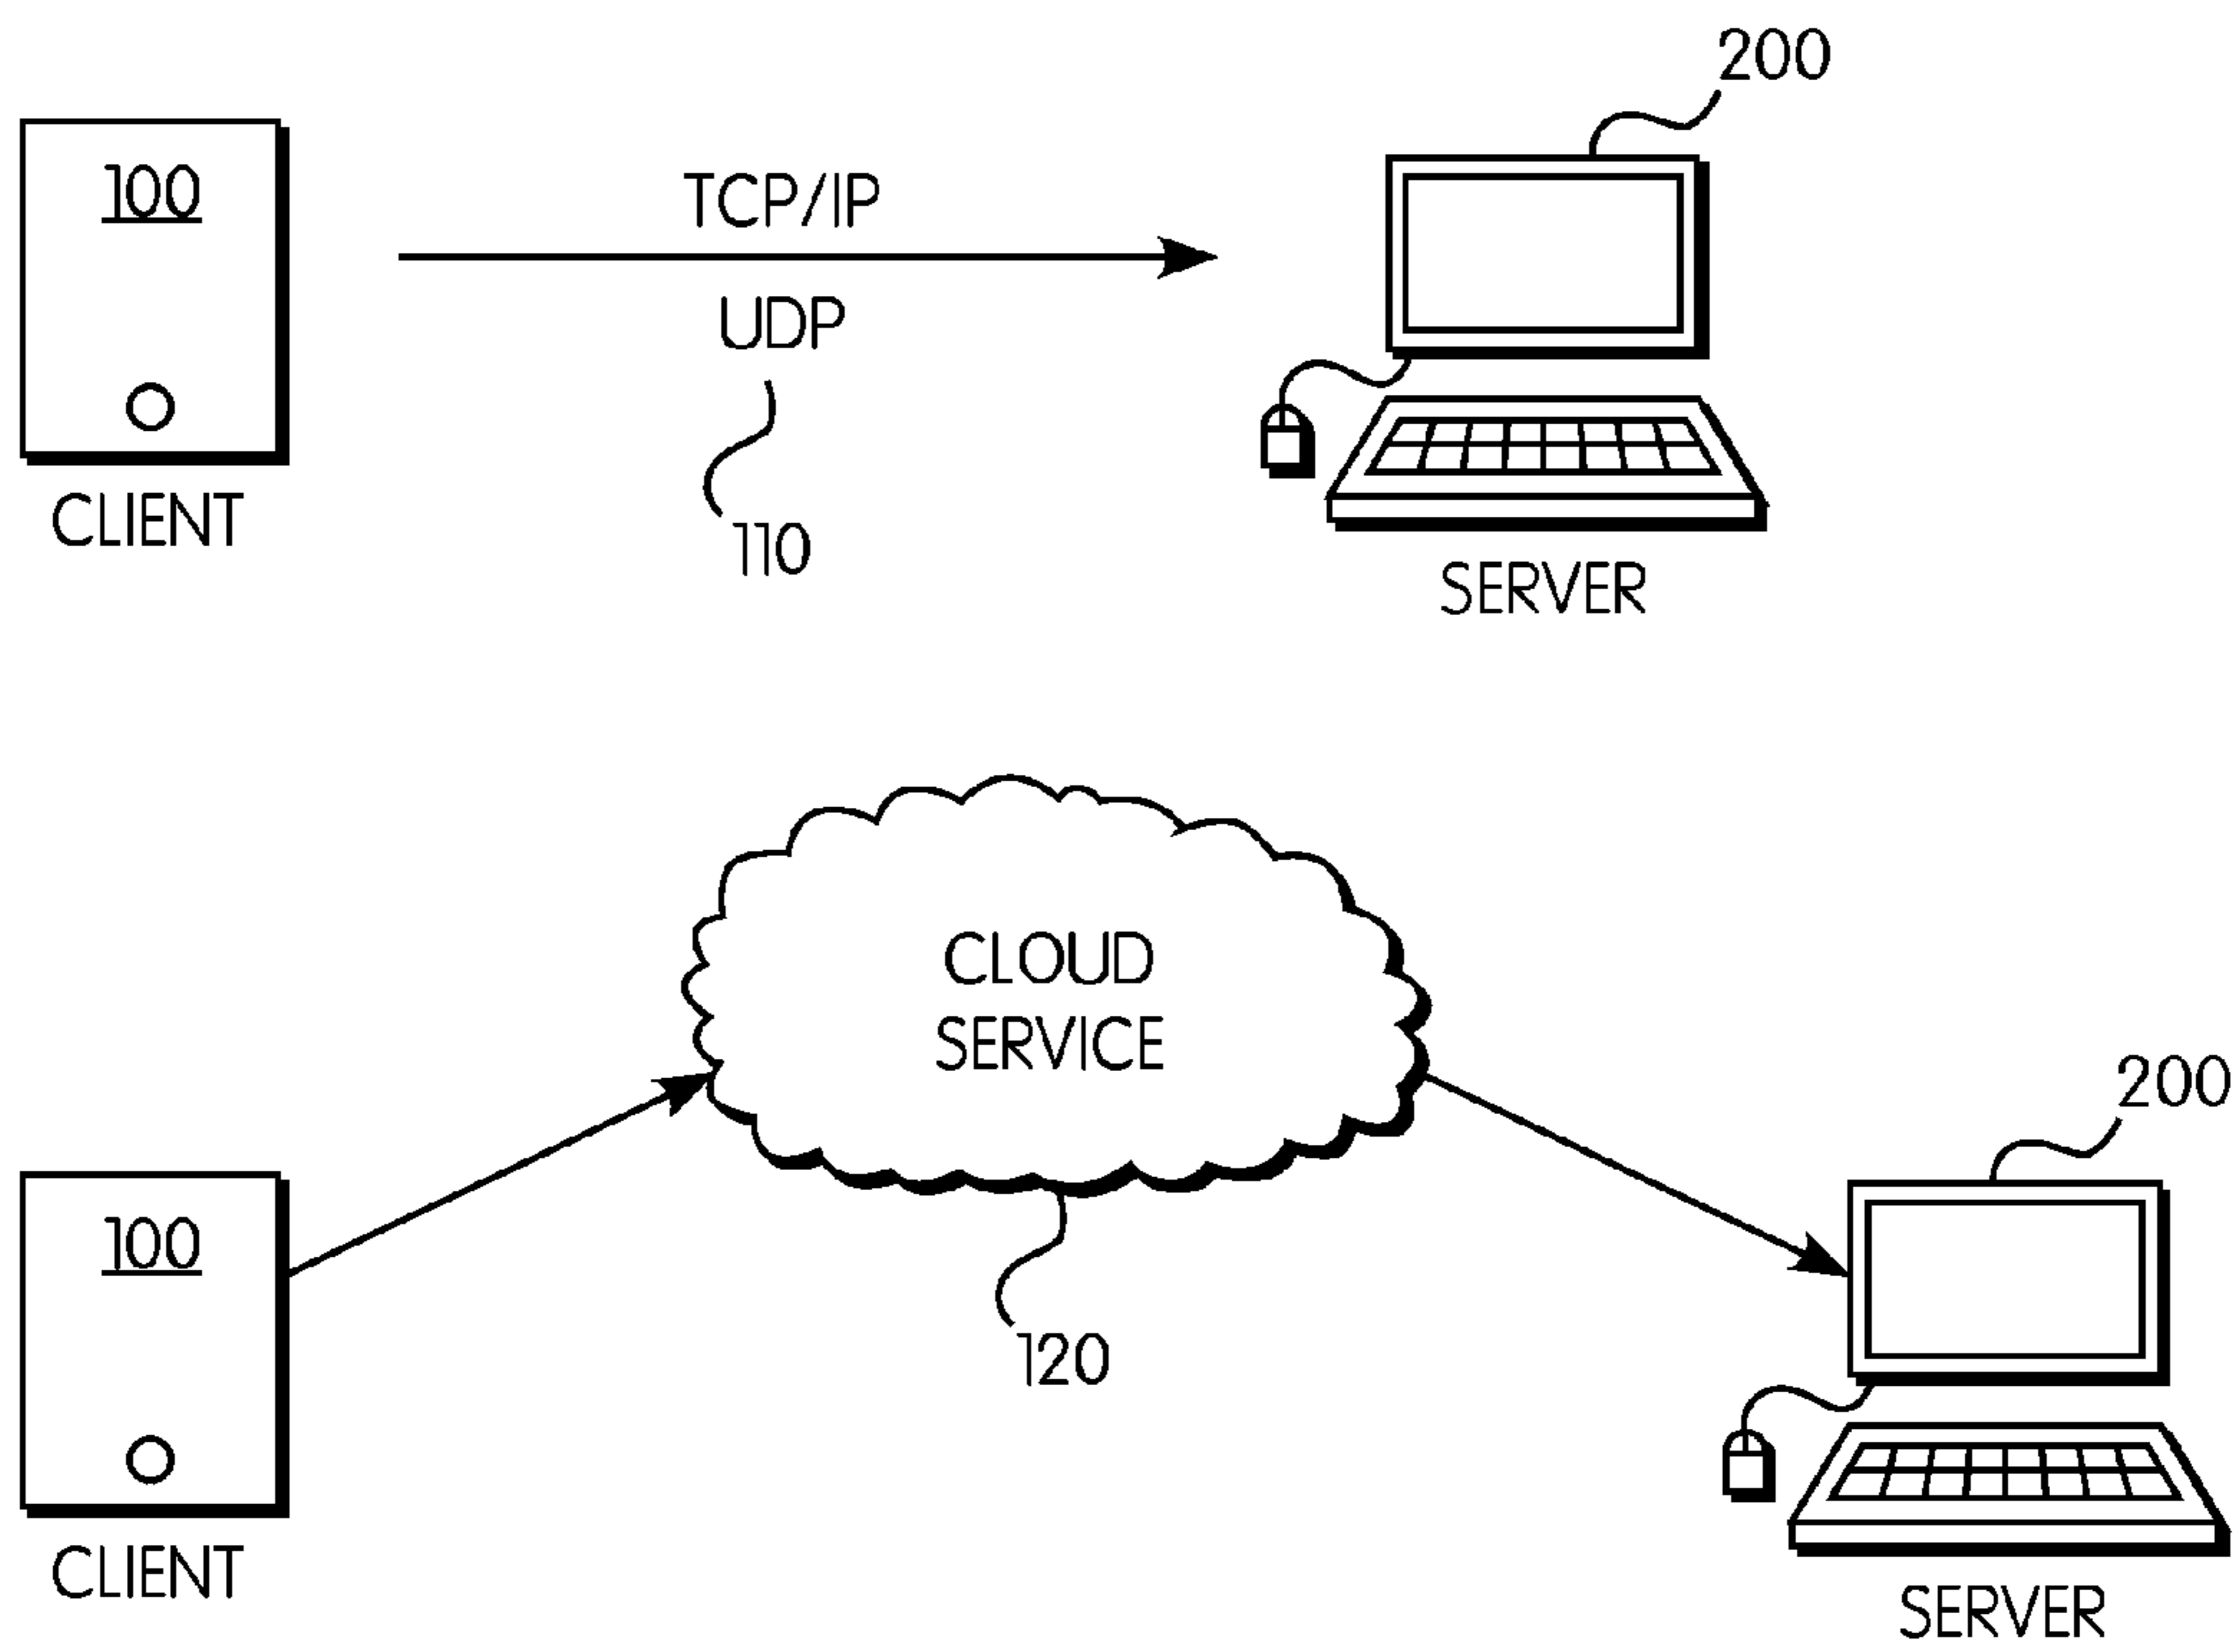 200
100
TCP/IP
UDP
CLIENT
110
SERVER
CLOUD
SERVICE
200
100
120
CLIENT
SERVER